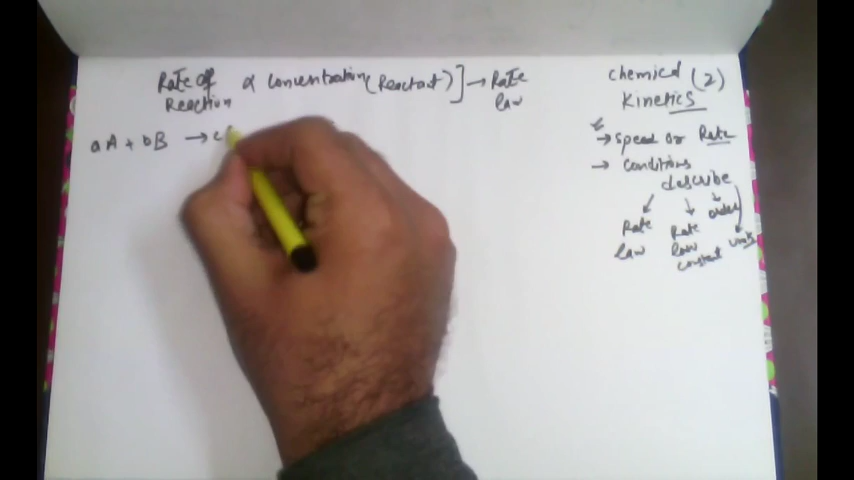 Rate of Reaction α Concentration (Reactant) ] → Rate law
aA + bB → c
Chemical (2)
Kinetics
→ Speed or Rate
→ Conditions
describe
Rate law
Rate law constant
order
units